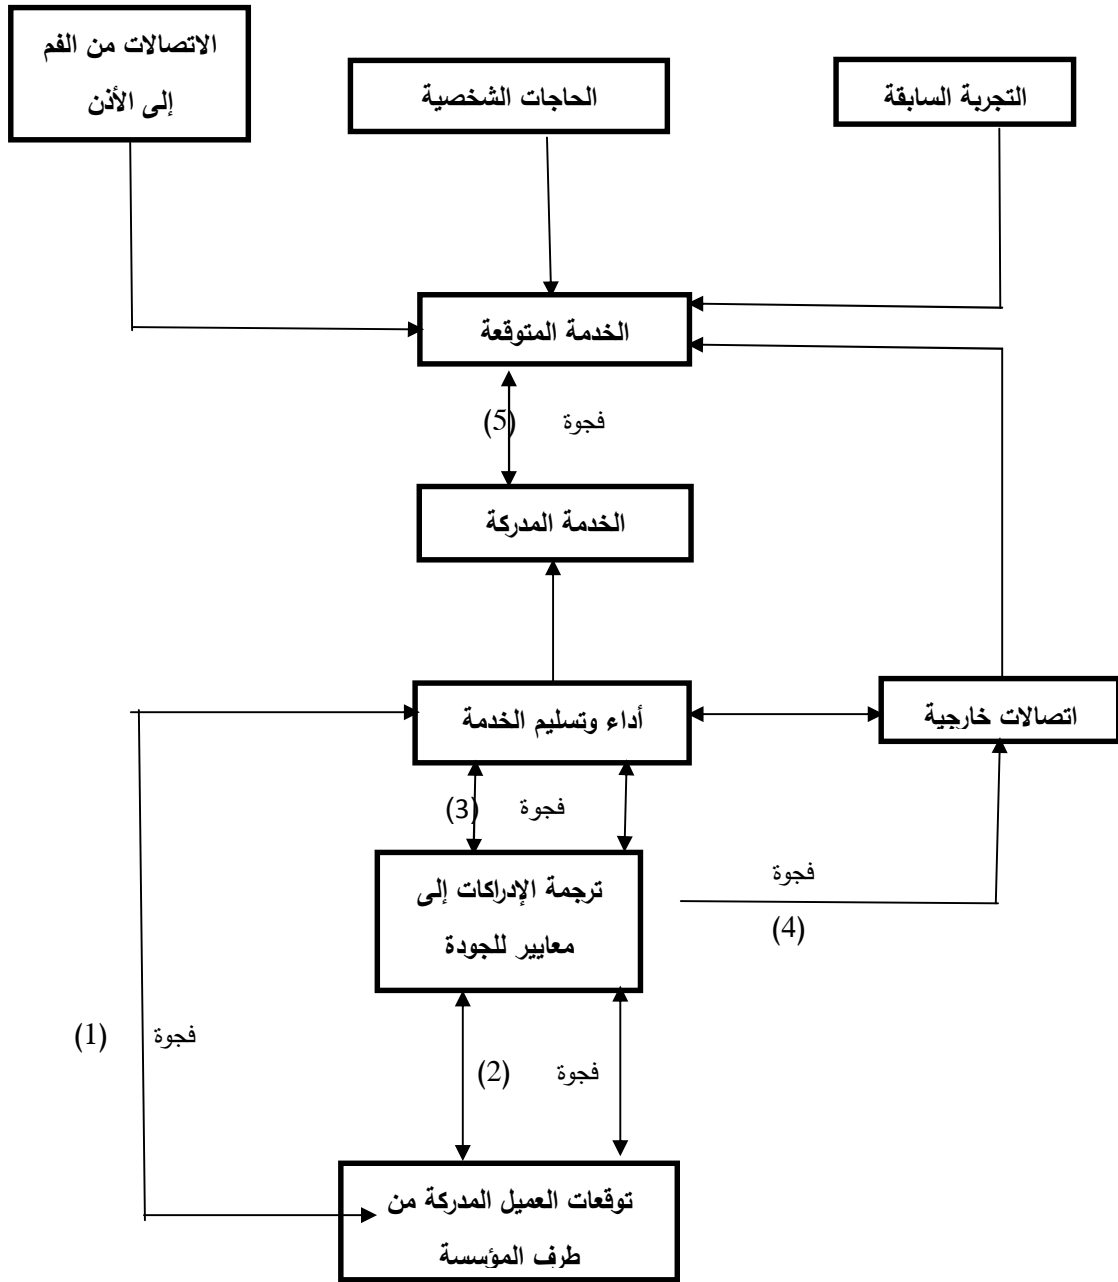 التجربة السابقة
الحاجات الشخصية
الاتصالات من الفم
إلى الأذن
الخدمة المتوقعة
فجوة (5)
الخدمة المدركة
أداء وتسليم الخدمة
اتصالات خارجية
فجوة (3)
ترجمة الإدراكات إلى
معايير للجودة
فجوة
(4)
فجوة (1)
فجوة (2)
توقعات العميل المدركة من
طرف المؤسسة